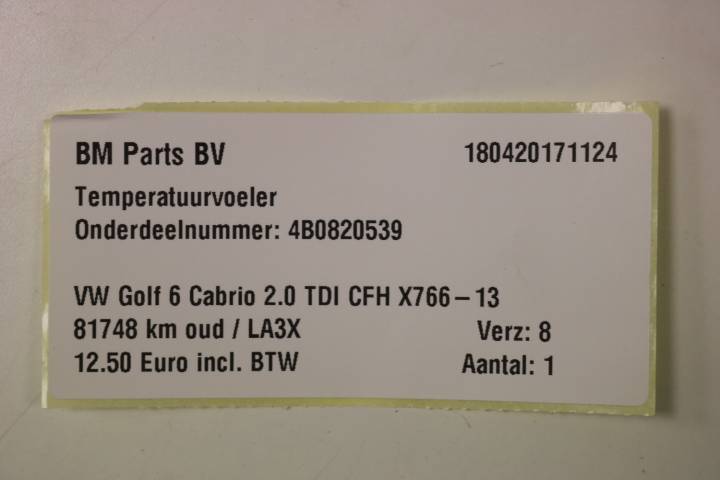 BM Parts BV 180420171124
Temperatuurvoeler
Onderdeelnummer: 4B0820539
VW Golf 6 Cabrio 2.0 TDI CFH X766-13
81748 km oud / LA3X Verz: 8
12.50 Euro incl. BTW Aantal: 1